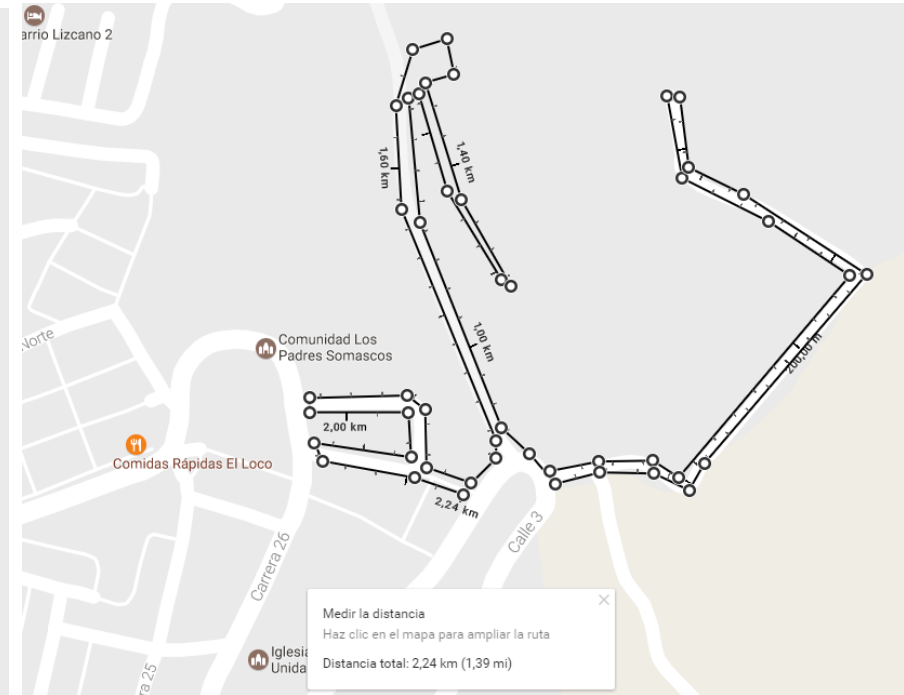 arrio Lizcano 2
1,60 km
1,40 km
Norte
Comunidad Los
Padres Somascos
1,00 km
200,00 m
2,00 km
Comidas Rápidas El Loco
2,24 km
Calle 3
Carrera 26
Medir la distancia
Haz clic en el mapa para ampliar la ruta
Iglesia
Unida
Distancia total: 2,24 km (1,39 mi)
ra 25